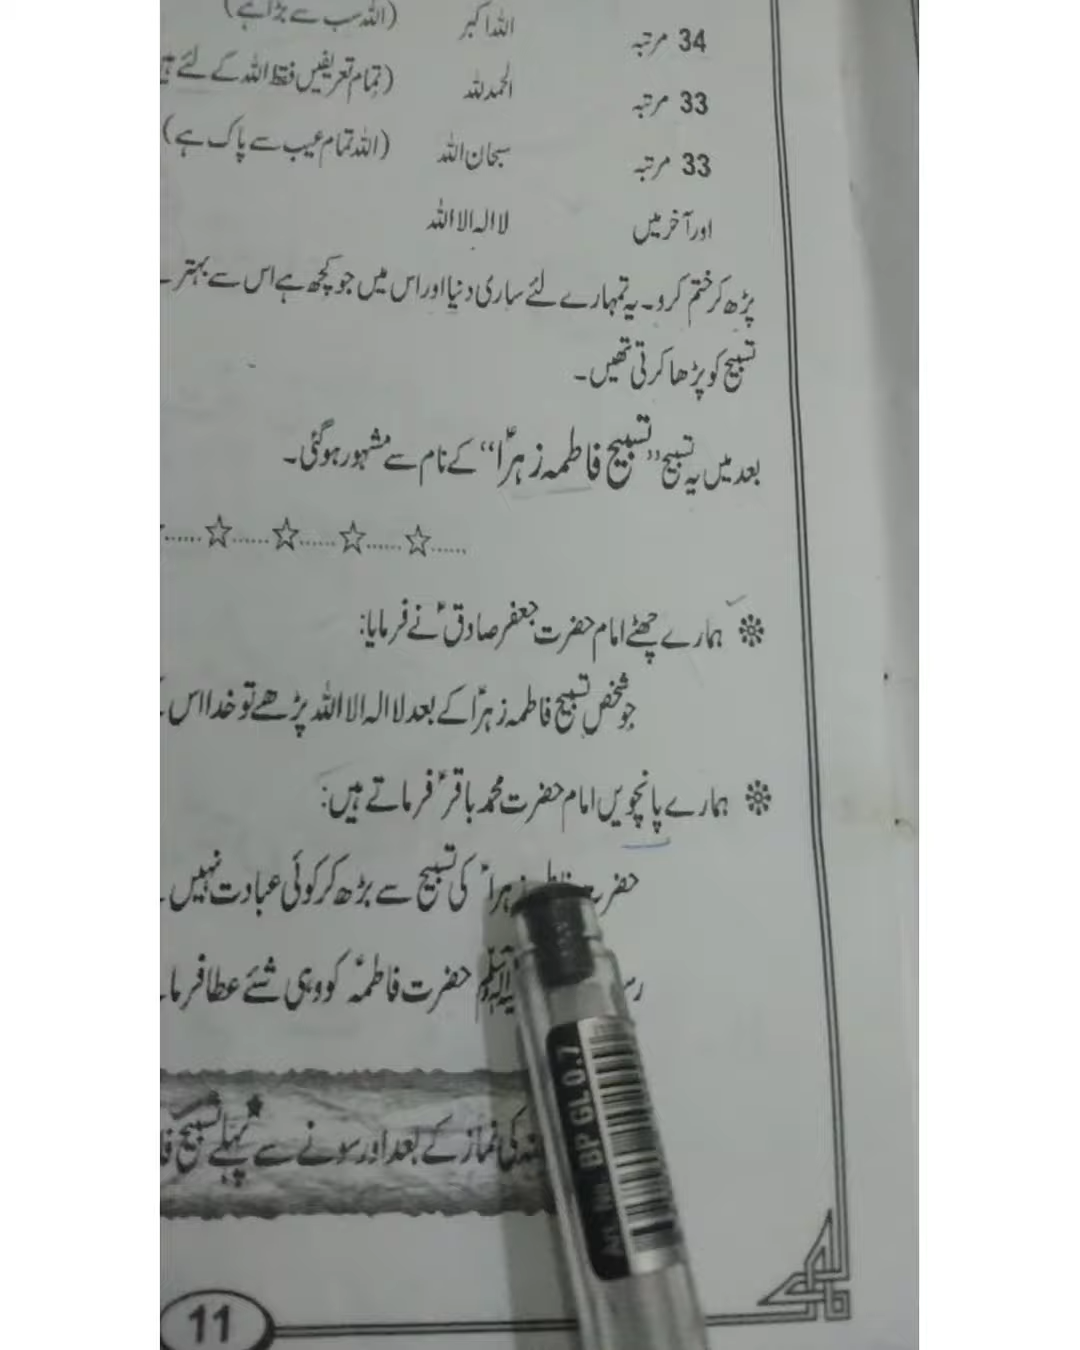 34 مرتبہ اللہ اکبر (اللہ سب سے بڑا ہے)
33 مرتبہ الحمد للہ (تمام تعریفیں فقط اللہ کے لئے
33 مرتبہ سبحان اللہ (اللہ تمام عیب سے پاک ہے)
اور آخر میں لا الہ الا اللہ
پڑھ کر ختم کرو۔ یہ تمہارے لئے ساری دنیا اور اس میں جو کچھ ہے اس سے بہتر
تسبیح کو پڑھا کرتی تھیں۔
بعد میں یہ تسبیح ”تسبیح فاطمہ زہراؑ“ کے نام سے مشہور ہو گئی۔
ہمارے چھٹے امام حضرت جعفر صادقؑ نے فرمایا:
جو شخص تسبیح فاطمہ زہراؑ کے بعد لا الہ الا اللہ پڑھے تو خدا اس
ہمارے پانچویں امام حضرت محمد باقرؑ فرماتے ہیں:
حضرت زہراؑ کی تسبیح سے بڑھ کر کوئی عبادت نہیں
حضرت فاطمہؑ کو وہی شئے عطا
کی نماز کے بعد اور سونے سے پہلے تسبیح
11
Art. No. BP GL 0.7